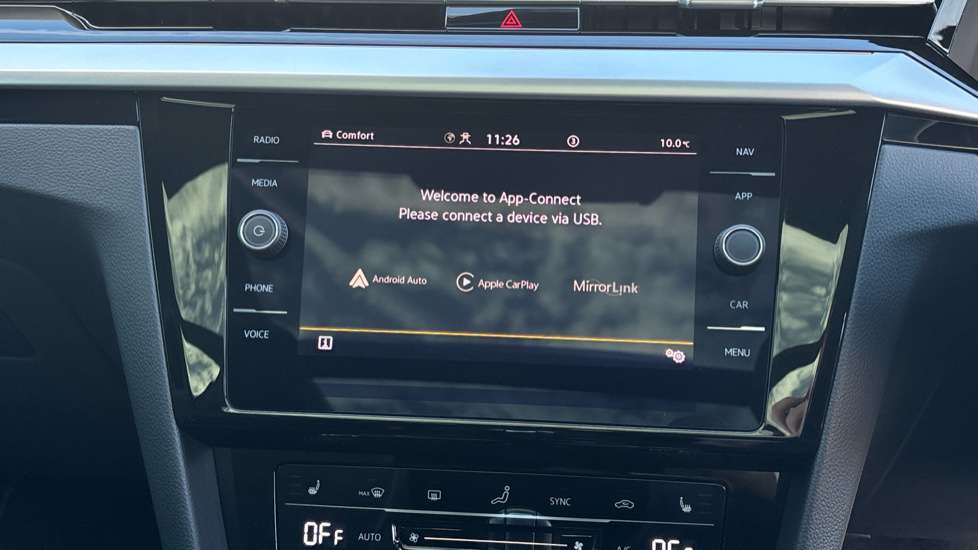 RADIO
MEDIA
PHONE
VOICE
Comfort 11:26 3 10.0°C
Welcome to App-Connect
Please connect a device via USB.
Android Auto Apple CarPlay MirrorLink
NAV
APP
CAR
MENU
MAX SYNC
OFF AUTO A/C